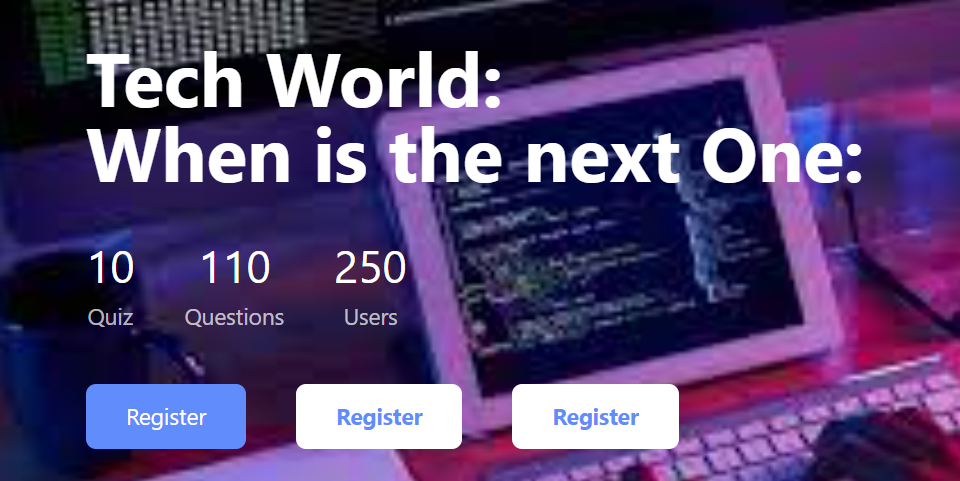 Tech World:
When is the next One:
10 110 250
Quiz Questions Users
Register Register Register